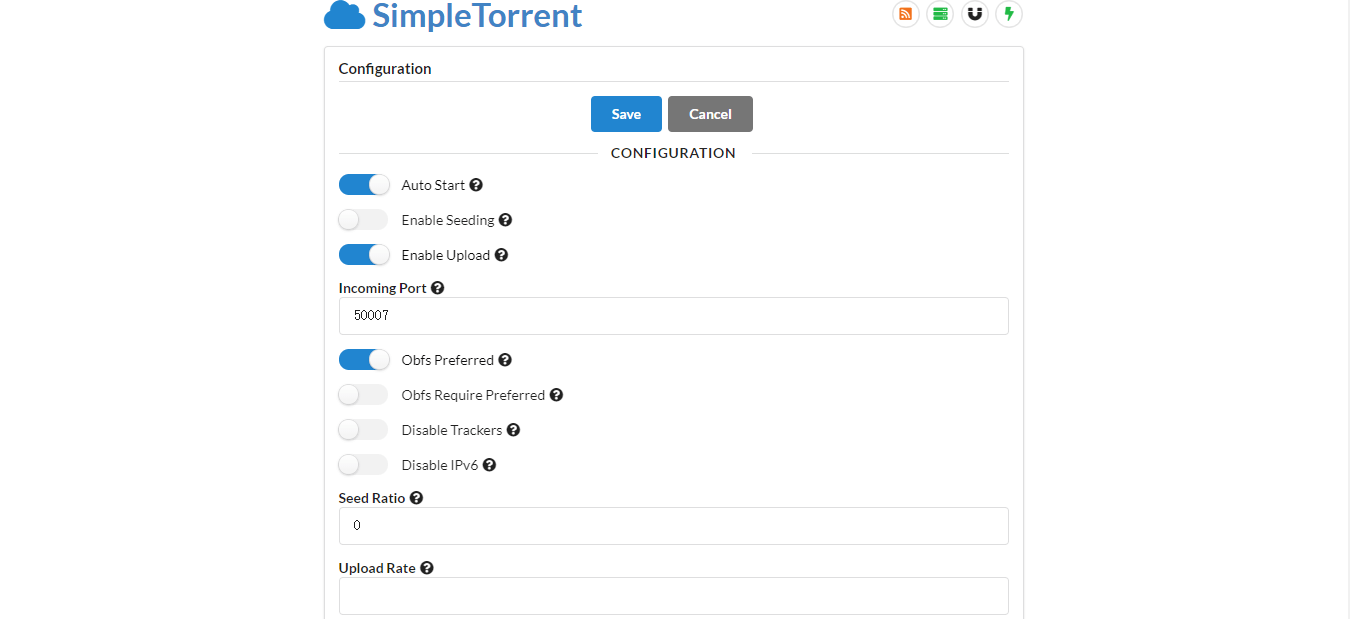 SimpleTorrent
Configuration
Save Cancel
CONFIGURATION
Auto Start
Enable Seeding
Enable Upload
Incoming Port
50007
Obfs Preferred
Obfs Require Preferred
Disable Trackers
Disable IPv6
Seed Ratio
0
Upload Rate